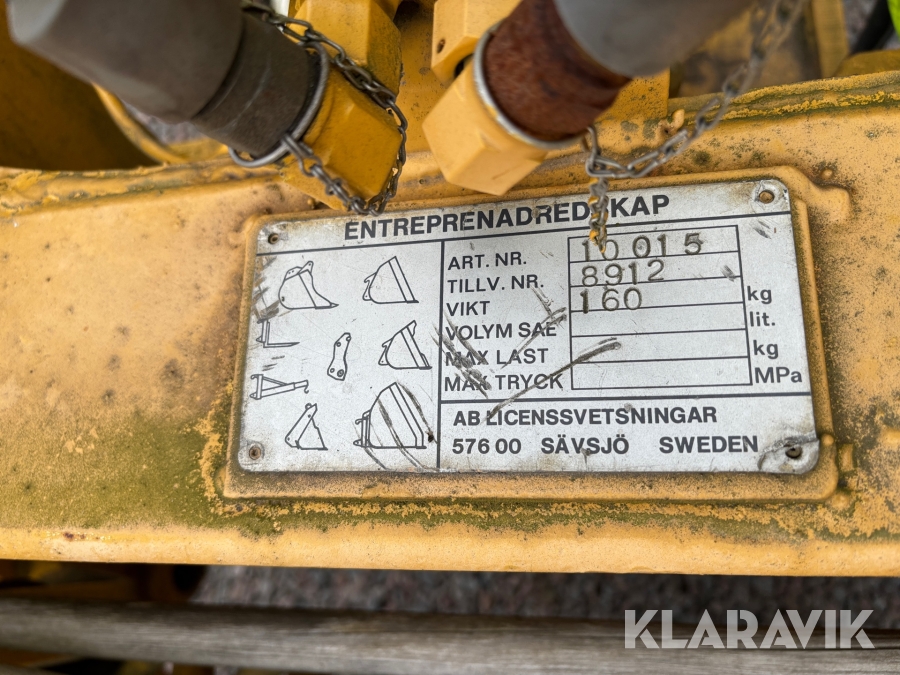 ENTREPRENADREDSKAP
ART. NR. 10 015
TILLV. NR. 8912
VIKT 160 kg
VOLYM SAE lit.
MAX LAST kg
MAX TRYCK MPa
AB LICENSSVETSNINGAR
576 00 SÄVSJÖ SWEDEN
KLARAVIK